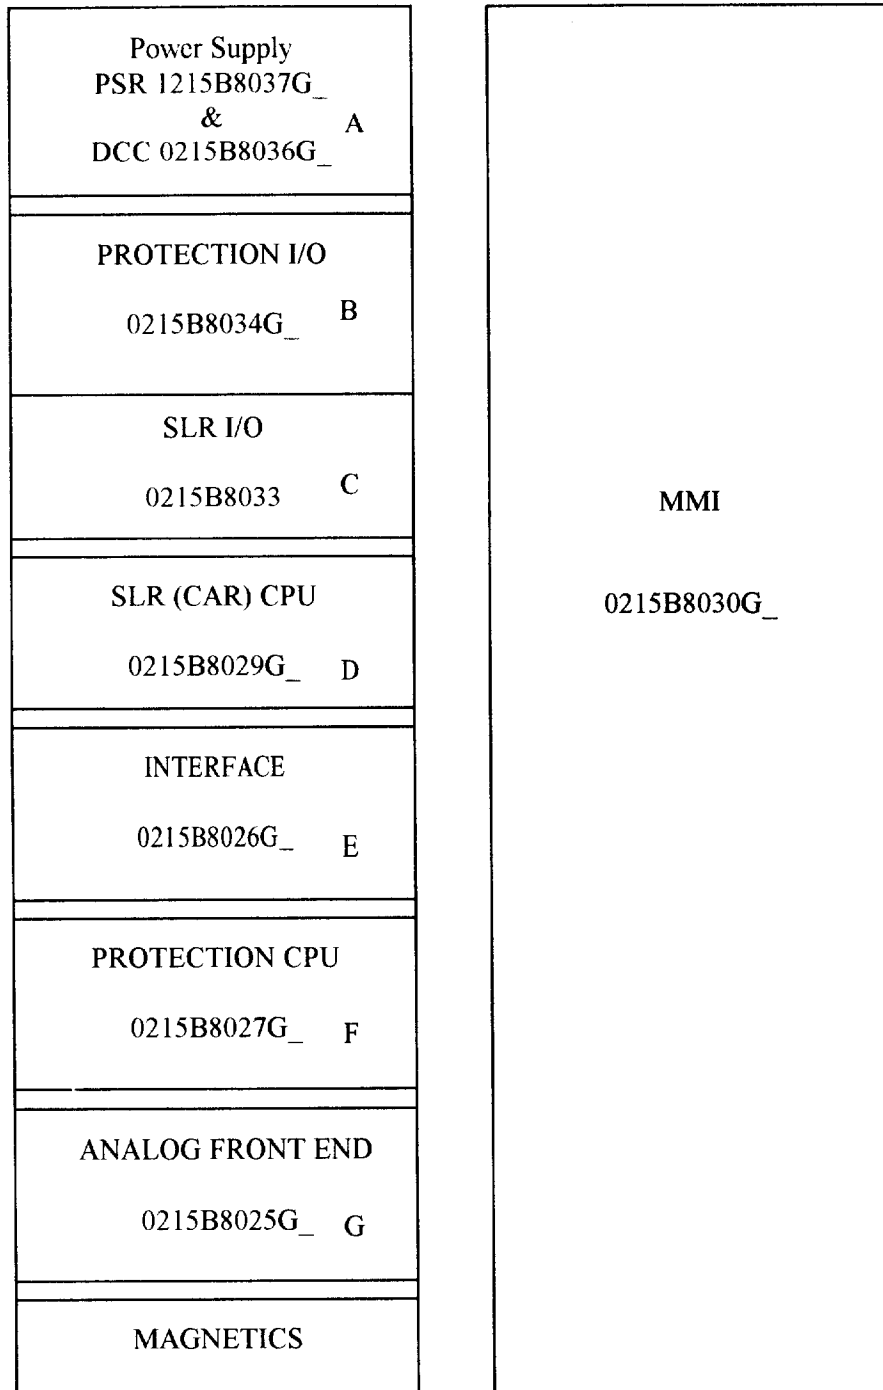 Power Supply
PSR 1215B8037G_
&
A
DCC 0215B8036G_
PROTECTION I/O
B
0215B8034G_
SLR I/O
0215B8033 C
SLR (CAR) CPU
0215B8029G_ D
INTERFACE
0215B8026G_ E
PROTECTION CPU
0215B8027G_ F
ANALOG FRONT END
0215B8025G_ G
MAGNETICS
MMI
0215B8030G_